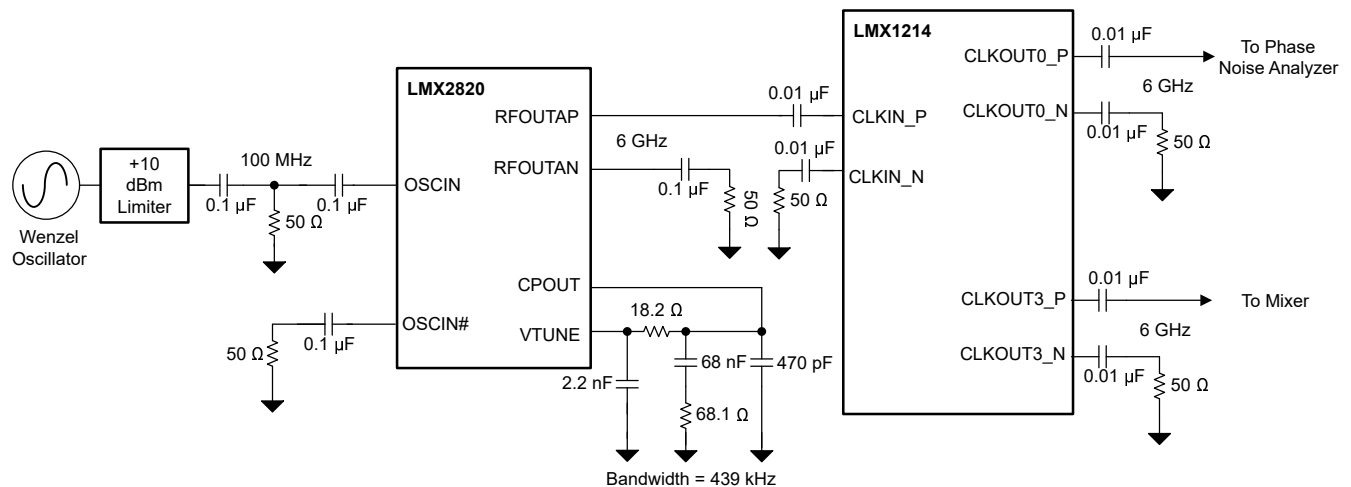 LMX1214
0.01 µF
CLKOUT0_P
To Phase
Noise Analyzer
6 GHz
CLKOUT0_N
0.01 µF
50 Ω
LMX2820
RFOUTAP
0.01 µF
CLKIN_P
6 GHz
0.01 µF
RFOUTAN
CLKIN_N
0.1 µF
50 Ω
50 Ω
+10
dBm
Limiter
100 MHz
0.1 µF
0.1 µF
50 Ω
OSCIN
Wenzel
Oscillator
CPOUT
18.2 Ω
OSCIN#
VTUNE
50 Ω
0.1 µF
2.2 nF
68 nF
470 pF
68.1 Ω
Bandwidth = 439 kHz
0.01 µF
CLKOUT3_P
To Mixer
6 GHz
CLKOUT3_N
0.01 µF
50 Ω